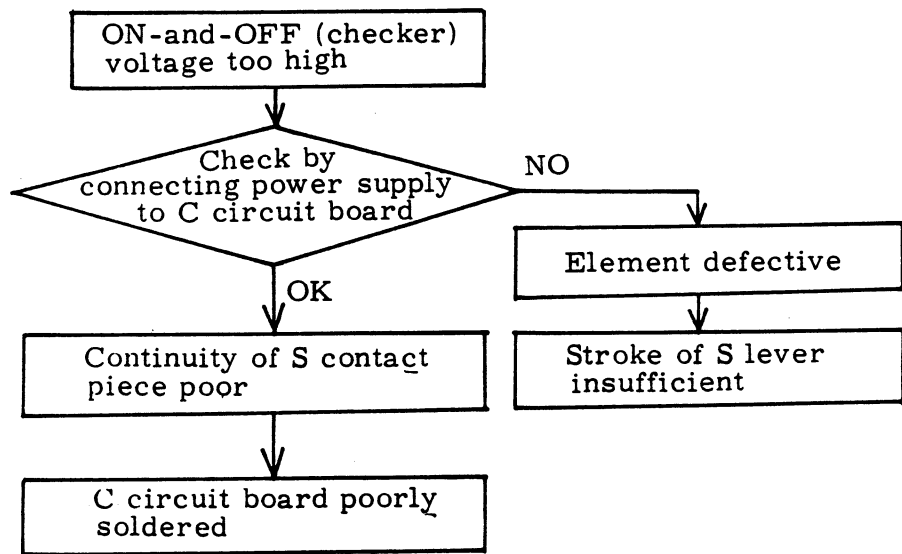 ON-and-OFF (checker)
voltage too high
Check by
connecting power supply
to C circuit board
NO
Element defective
Stroke of S lever
insufficient
OK
Continuity of S contact
piece poor
C circuit board poorly
soldered